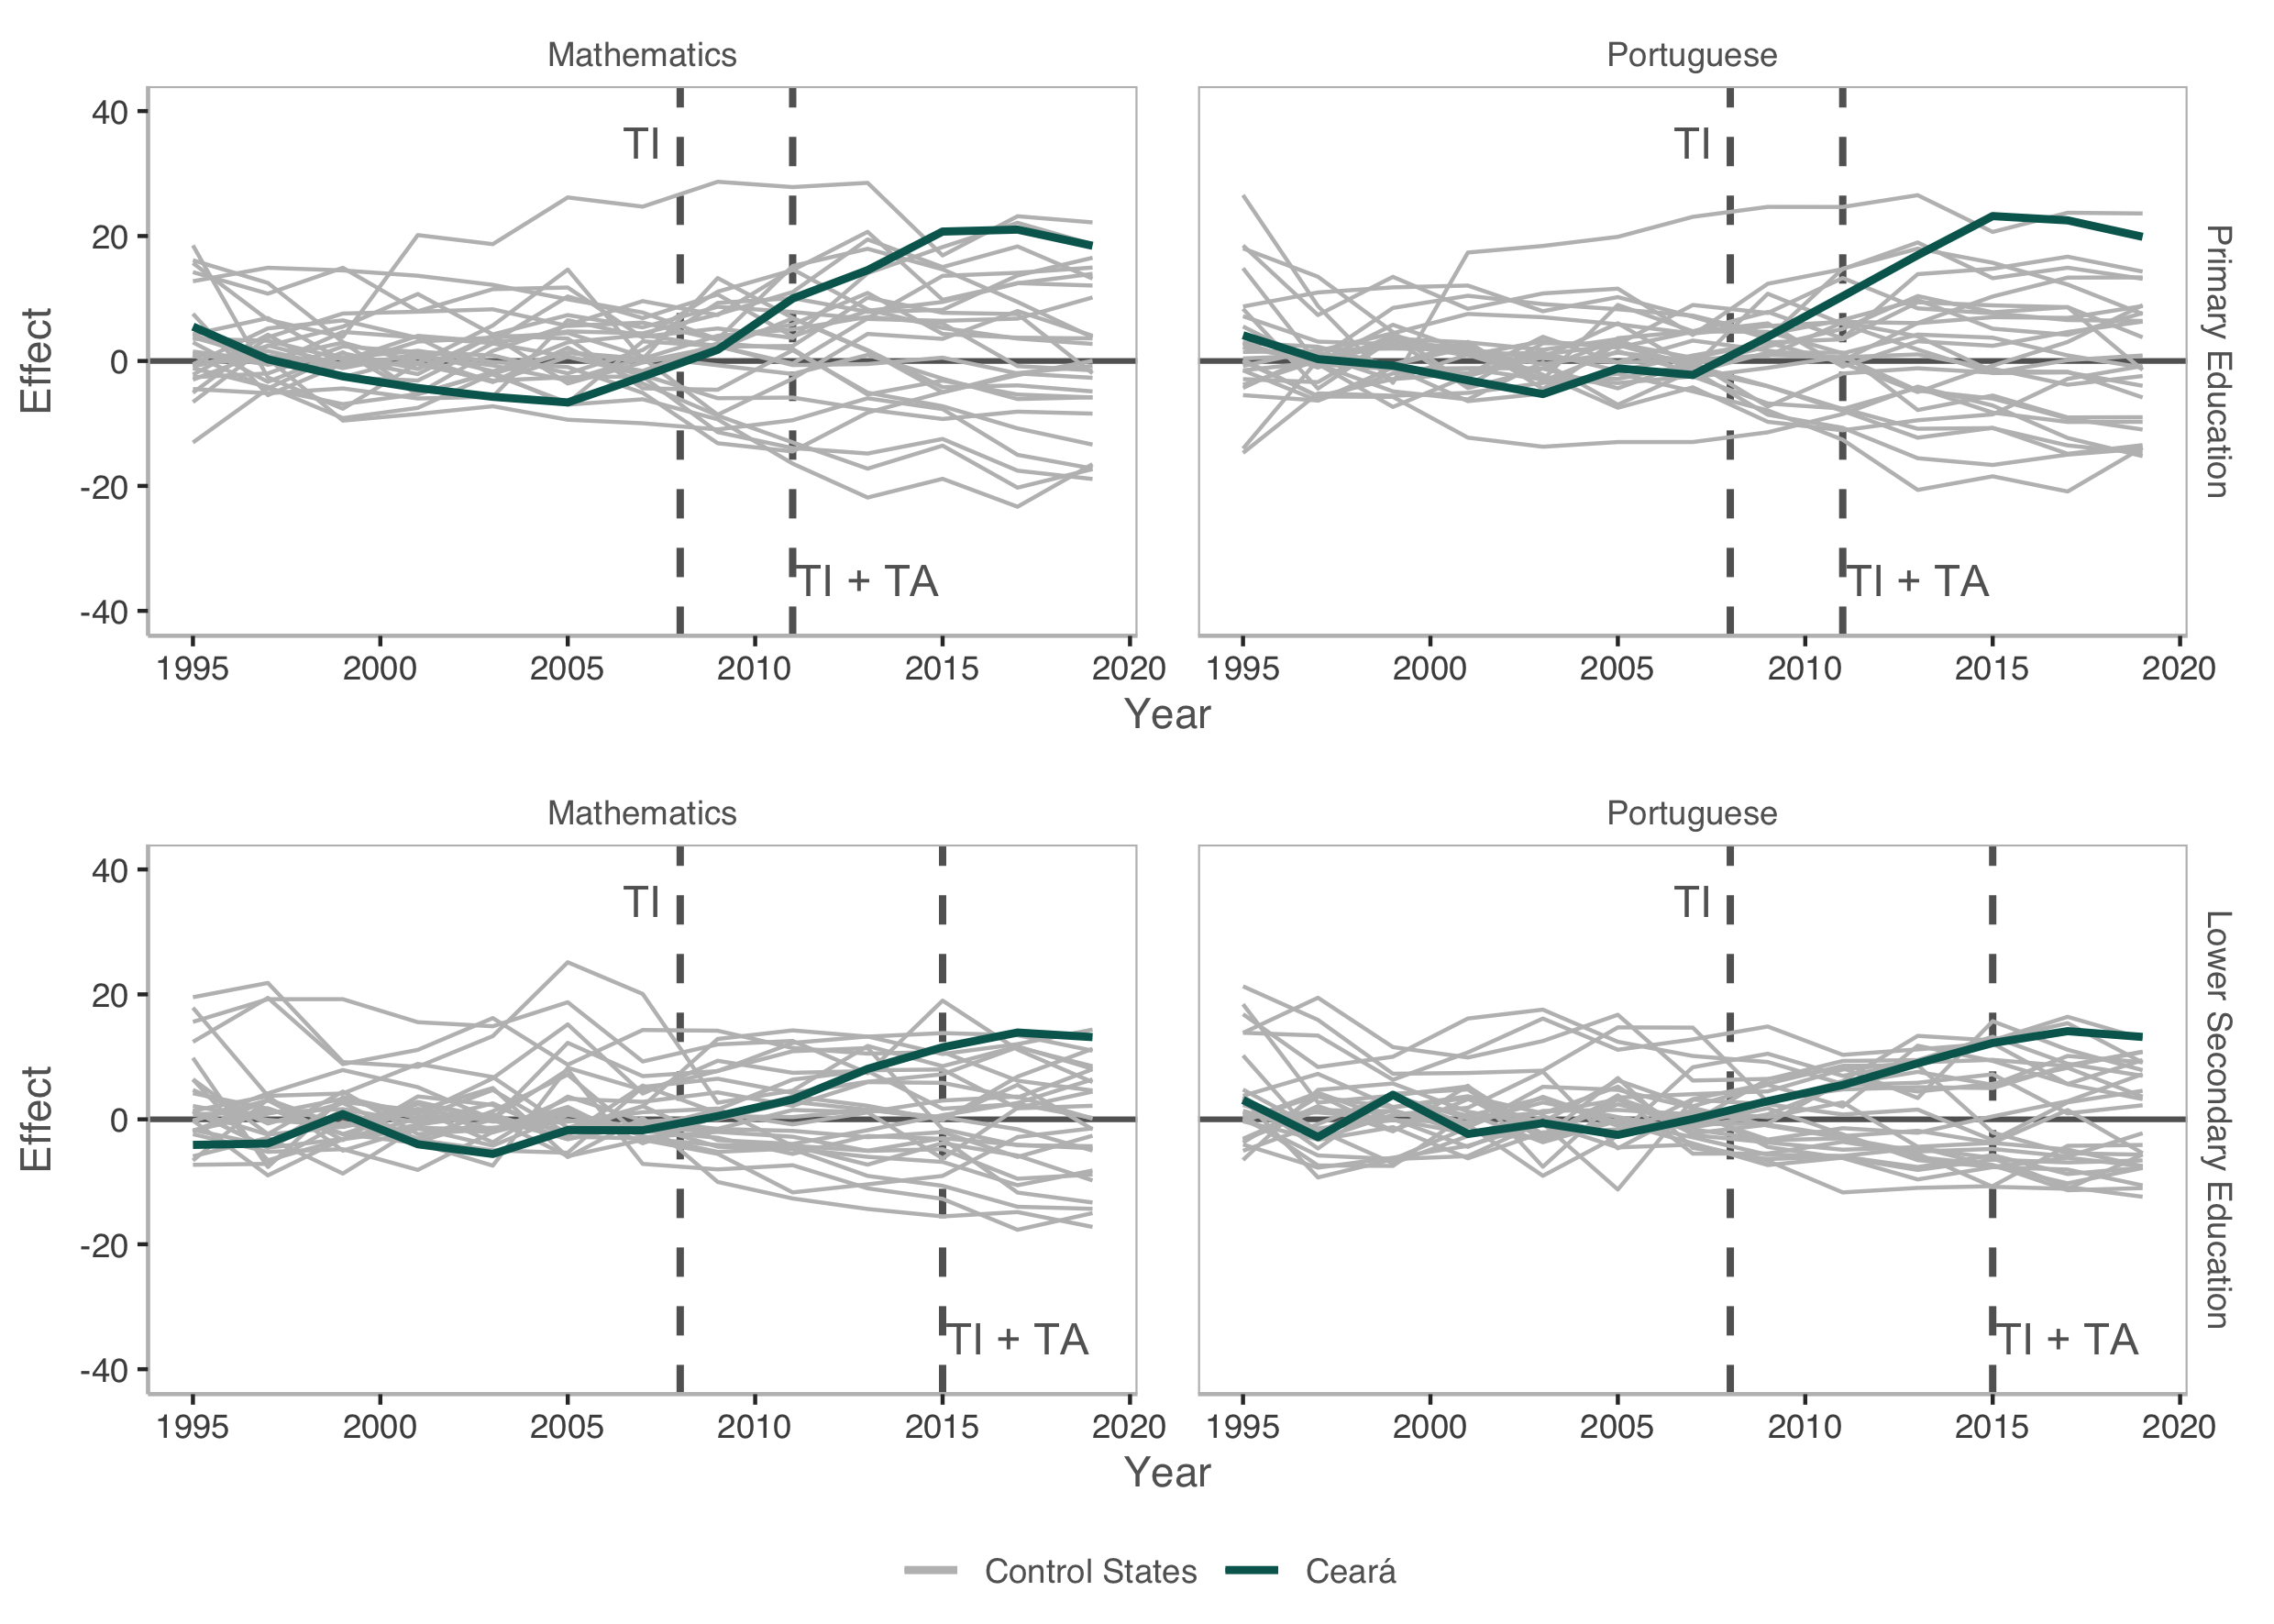 Mathematics Portuguese
40
TI TI
20
Effect
0
Primary Education
-20
TI + TA TI + TA
-40
1995 2000 2005 2010 2015 2020 1995 2000 2005 2010 2015 2020
Year
Mathematics Portuguese
40
TI TI
20
Effect
0
Lower Secondary Education
-20
TI + TA TI + TA
-40
1995 2000 2005 2010 2015 2020 1995 2000 2005 2010 2015 2020
Year
Control States Ceará